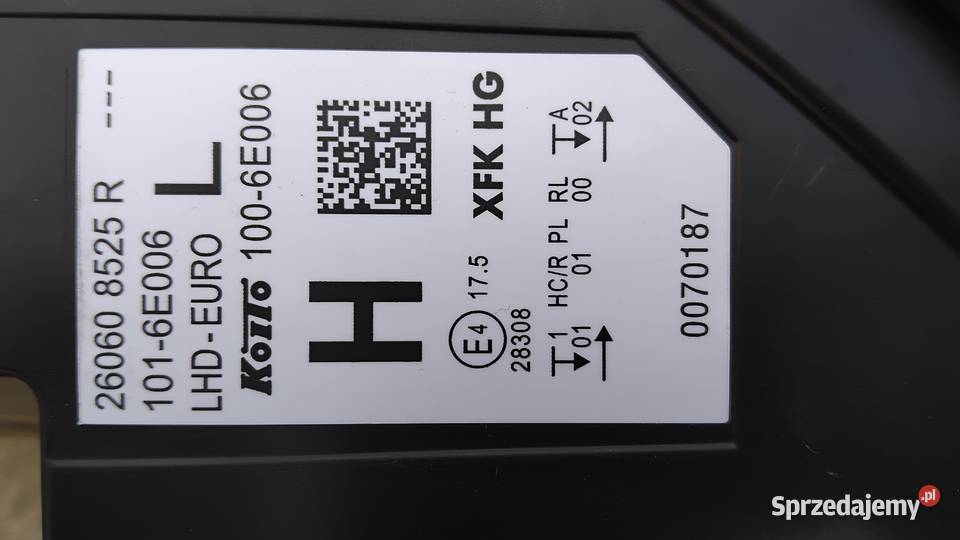 26060 8525 R ---
101-6E006 L
LHD-EURO
KOITO 100-6E006
H
XFK HG
E4 17.5
28308
1 HC/R PL RL A
01 01 00 02
0070187
Sprzedajemy.pl